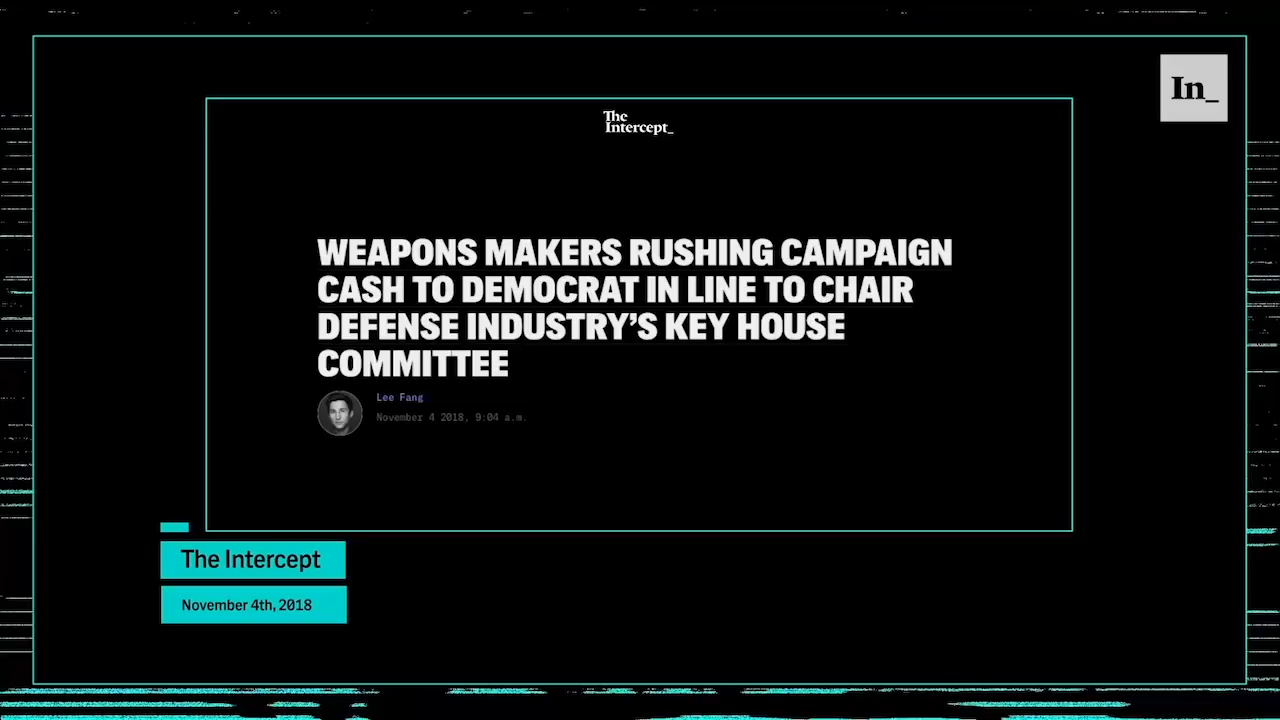 In_
The
Intercept_
WEAPONS MAKERS RUSHING CAMPAIGN
CASH TO DEMOCRAT IN LINE TO CHAIR
DEFENSE INDUSTRY’S KEY HOUSE
COMMITTEE
Lee Fang
November 4 2018, 9:04 a.m.
The Intercept
November 4th, 2018